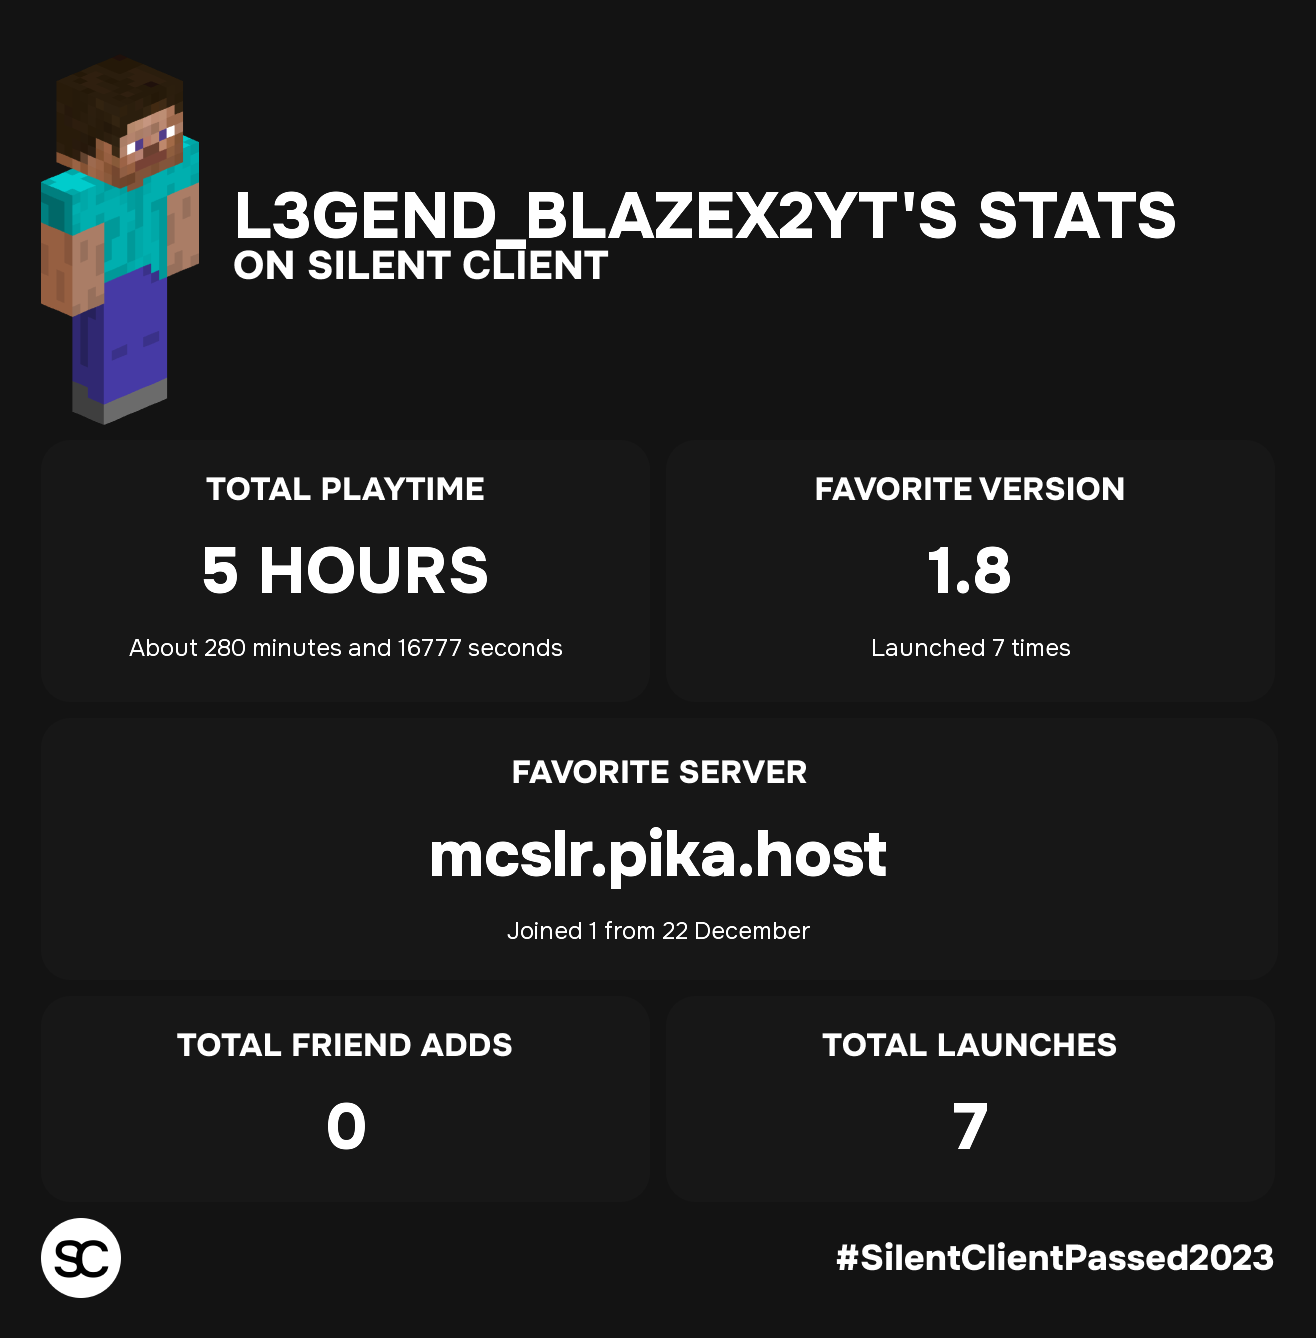 L3GEND_BLAZEX2YT'S STATS
ON SILENT CLIENT
TOTAL PLAYTIME
5 HOURS
About 280 minutes and 16777 seconds
FAVORITE VERSION
1.8
Launched 7 times
FAVORITE SERVER
mcslr.pika.host
Joined 1 from 22 December
TOTAL FRIEND ADDS
0
TOTAL LAUNCHES
7
SC
#SilentClientPassed2023